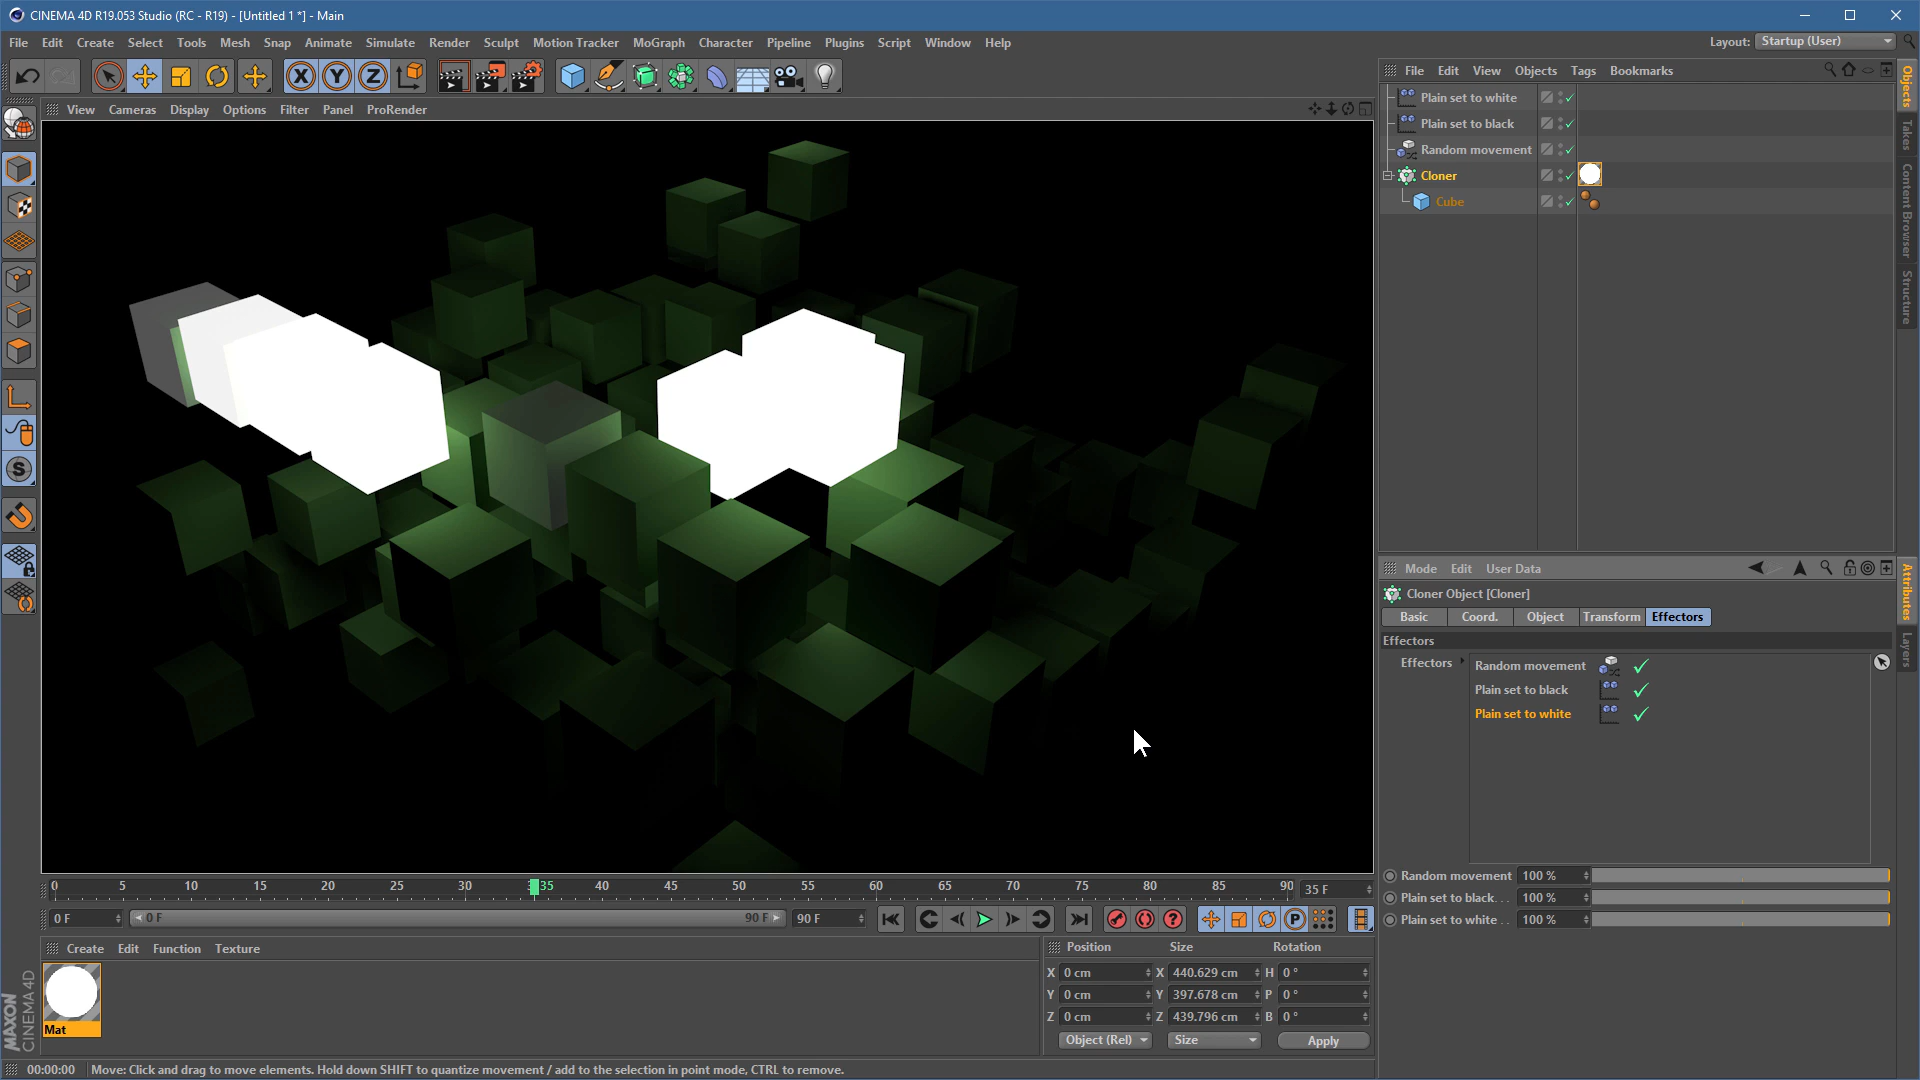 CINEMA 4D R19.053 Studio (RC - R19) - [Untitled 1 *] - Main
File Edit Create Select Tools Mesh Snap Animate Simulate Render Sculpt Motion Tracker MoGraph Character Pipeline Plugins Script Window Help
Layout: Startup (User)
X Y Z
File Edit View Objects Tags Bookmarks
View Cameras Display Options Filter Panel ProRender
Plain set to white
Plain set to black
Random movement
Cloner
Cube
Objects
Takes
Content Browser
Structure
Mode Edit User Data
Cloner Object [Cloner]
Basic Coord. Object Transform Effectors
Effectors
Effectors
Random movement
Plain set to black
Plain set to white
Random movement 100 %
Plain set to black. . . 100 %
Plain set to white . . 100 %
Attributes
Layers
S
0 5 10 15 20 25 30 35 40 45 50 55 60 65 70 75 80 85 90 35 F
0 F 0 F 90 F 90 F
P
Create Edit Function Texture
Mat
Position Size Rotation
X 0 cm X 440.629 cm H 0 °
Y 0 cm Y 397.678 cm P 0 °
Z 0 cm Z 439.796 cm B 0 °
Object (Rel) Size Apply
MAXON
CINEMA 4D
00:00:00 Move: Click and drag to move elements. Hold down SHIFT to quantize movement / add to the selection in point mode, CTRL to remove.